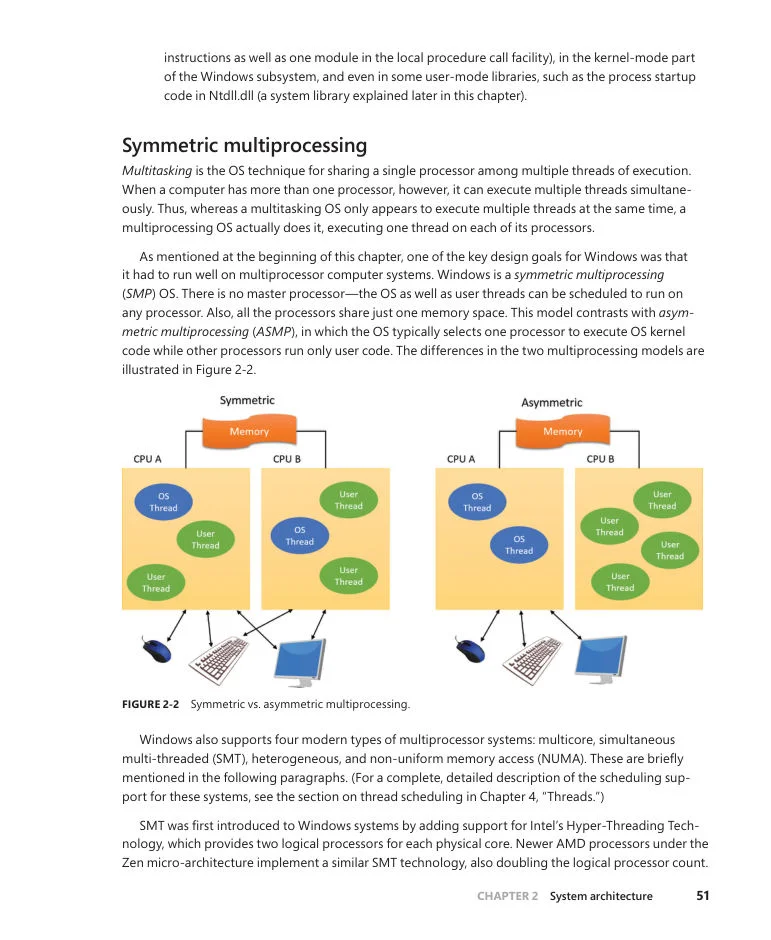 instructions as well as one module in the local procedure call facility), in the kernel-mode part
of the Windows subsystem, and even in some user-mode libraries, such as the process startup
code in Ntdll.dll (a system library explained later in this chapter).
Symmetric multiprocessing
Multitasking is the OS technique for sharing a single processor among multiple threads of execution.
When a computer has more than one processor, however, it can execute multiple threads simultane-
ously. Thus, whereas a multitasking OS only appears to execute multiple threads at the same time, a
multiprocessing OS actually does it, executing one thread on each of its processors.
As mentioned at the beginning of this chapter, one of the key design goals for Windows was that
it had to run well on multiprocessor computer systems. Windows is a symmetric multiprocessing
(SMP) OS. There is no master processor—the OS as well as user threads can be scheduled to run on
any processor. Also, all the processors share just one memory space. This model contrasts with asym-
metric multiprocessing (ASMP), in which the OS typically selects one processor to execute OS kernel
code while other processors run only user code. The differences in the two multiprocessing models are
illustrated in Figure 2-2.
Symmetric
Memory
CPU A
CPU B
OS
Thread
User
Thread
User
Thread
User
Thread
OS
Thread
User
Thread
Asymmetric
Memory
CPU A
CPU B
OS
Thread
OS
Thread
User
Thread
User
Thread
User
Thread
User
Thread
FIGURE 2-2 Symmetric vs. asymmetric multiprocessing.
Windows also supports four modern types of multiprocessor systems: multicore, simultaneous
multi-threaded (SMT), heterogeneous, and non-uniform memory access (NUMA). These are briefly
mentioned in the following paragraphs. (For a complete, detailed description of the scheduling sup-
port for these systems, see the section on thread scheduling in Chapter 4, “Threads.”)
SMT was first introduced to Windows systems by adding support for Intel’s Hyper-Threading Tech-
nology, which provides two logical processors for each physical core. Newer AMD processors under the
Zen micro-architecture implement a similar SMT technology, also doubling the logical processor count.
CHAPTER 2 System architecture 51